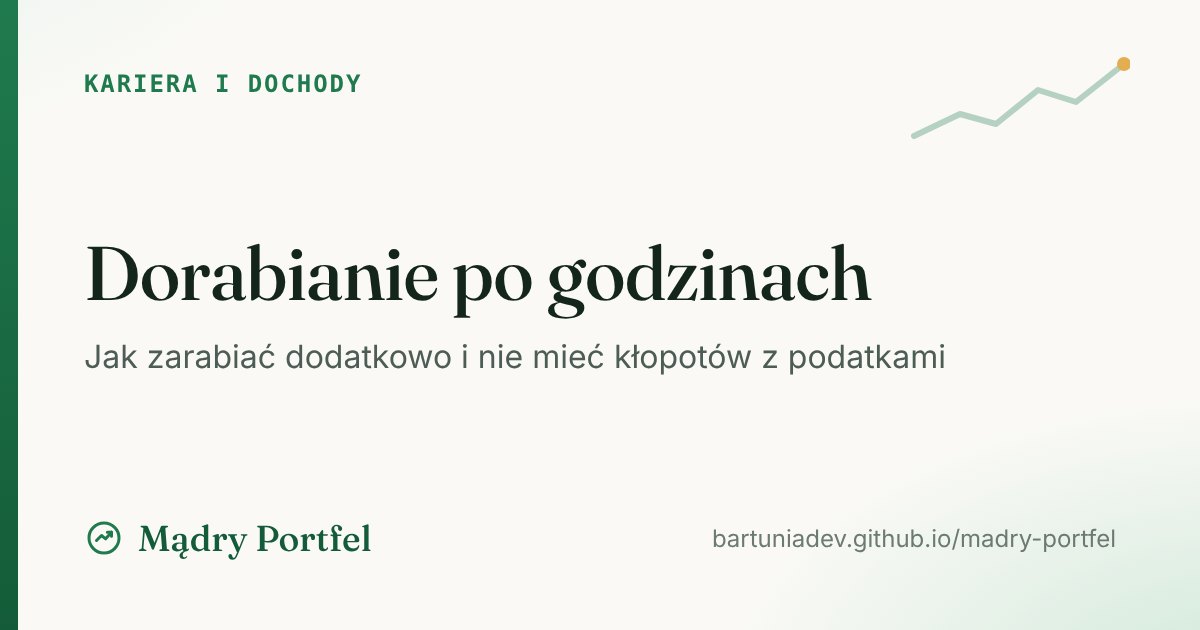 KARIERA I DOCHODY
Dorabianie po godzinach
Jak zarabiać dodatkowo i nie mieć kłopotów z podatkami
Mądry Portfel
bartuniadev.github.io/madry-portfel